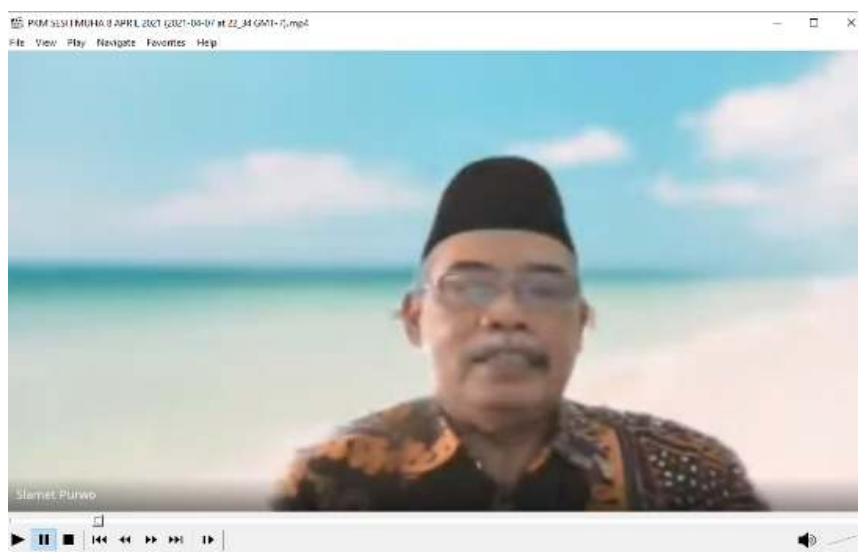 PKM SESI I MUHA 8 APRIL 2021 (2021-04-07 at 22_34 GMT-7).mp4
File View Play Navigate Favorites Help
Slamet Purwo